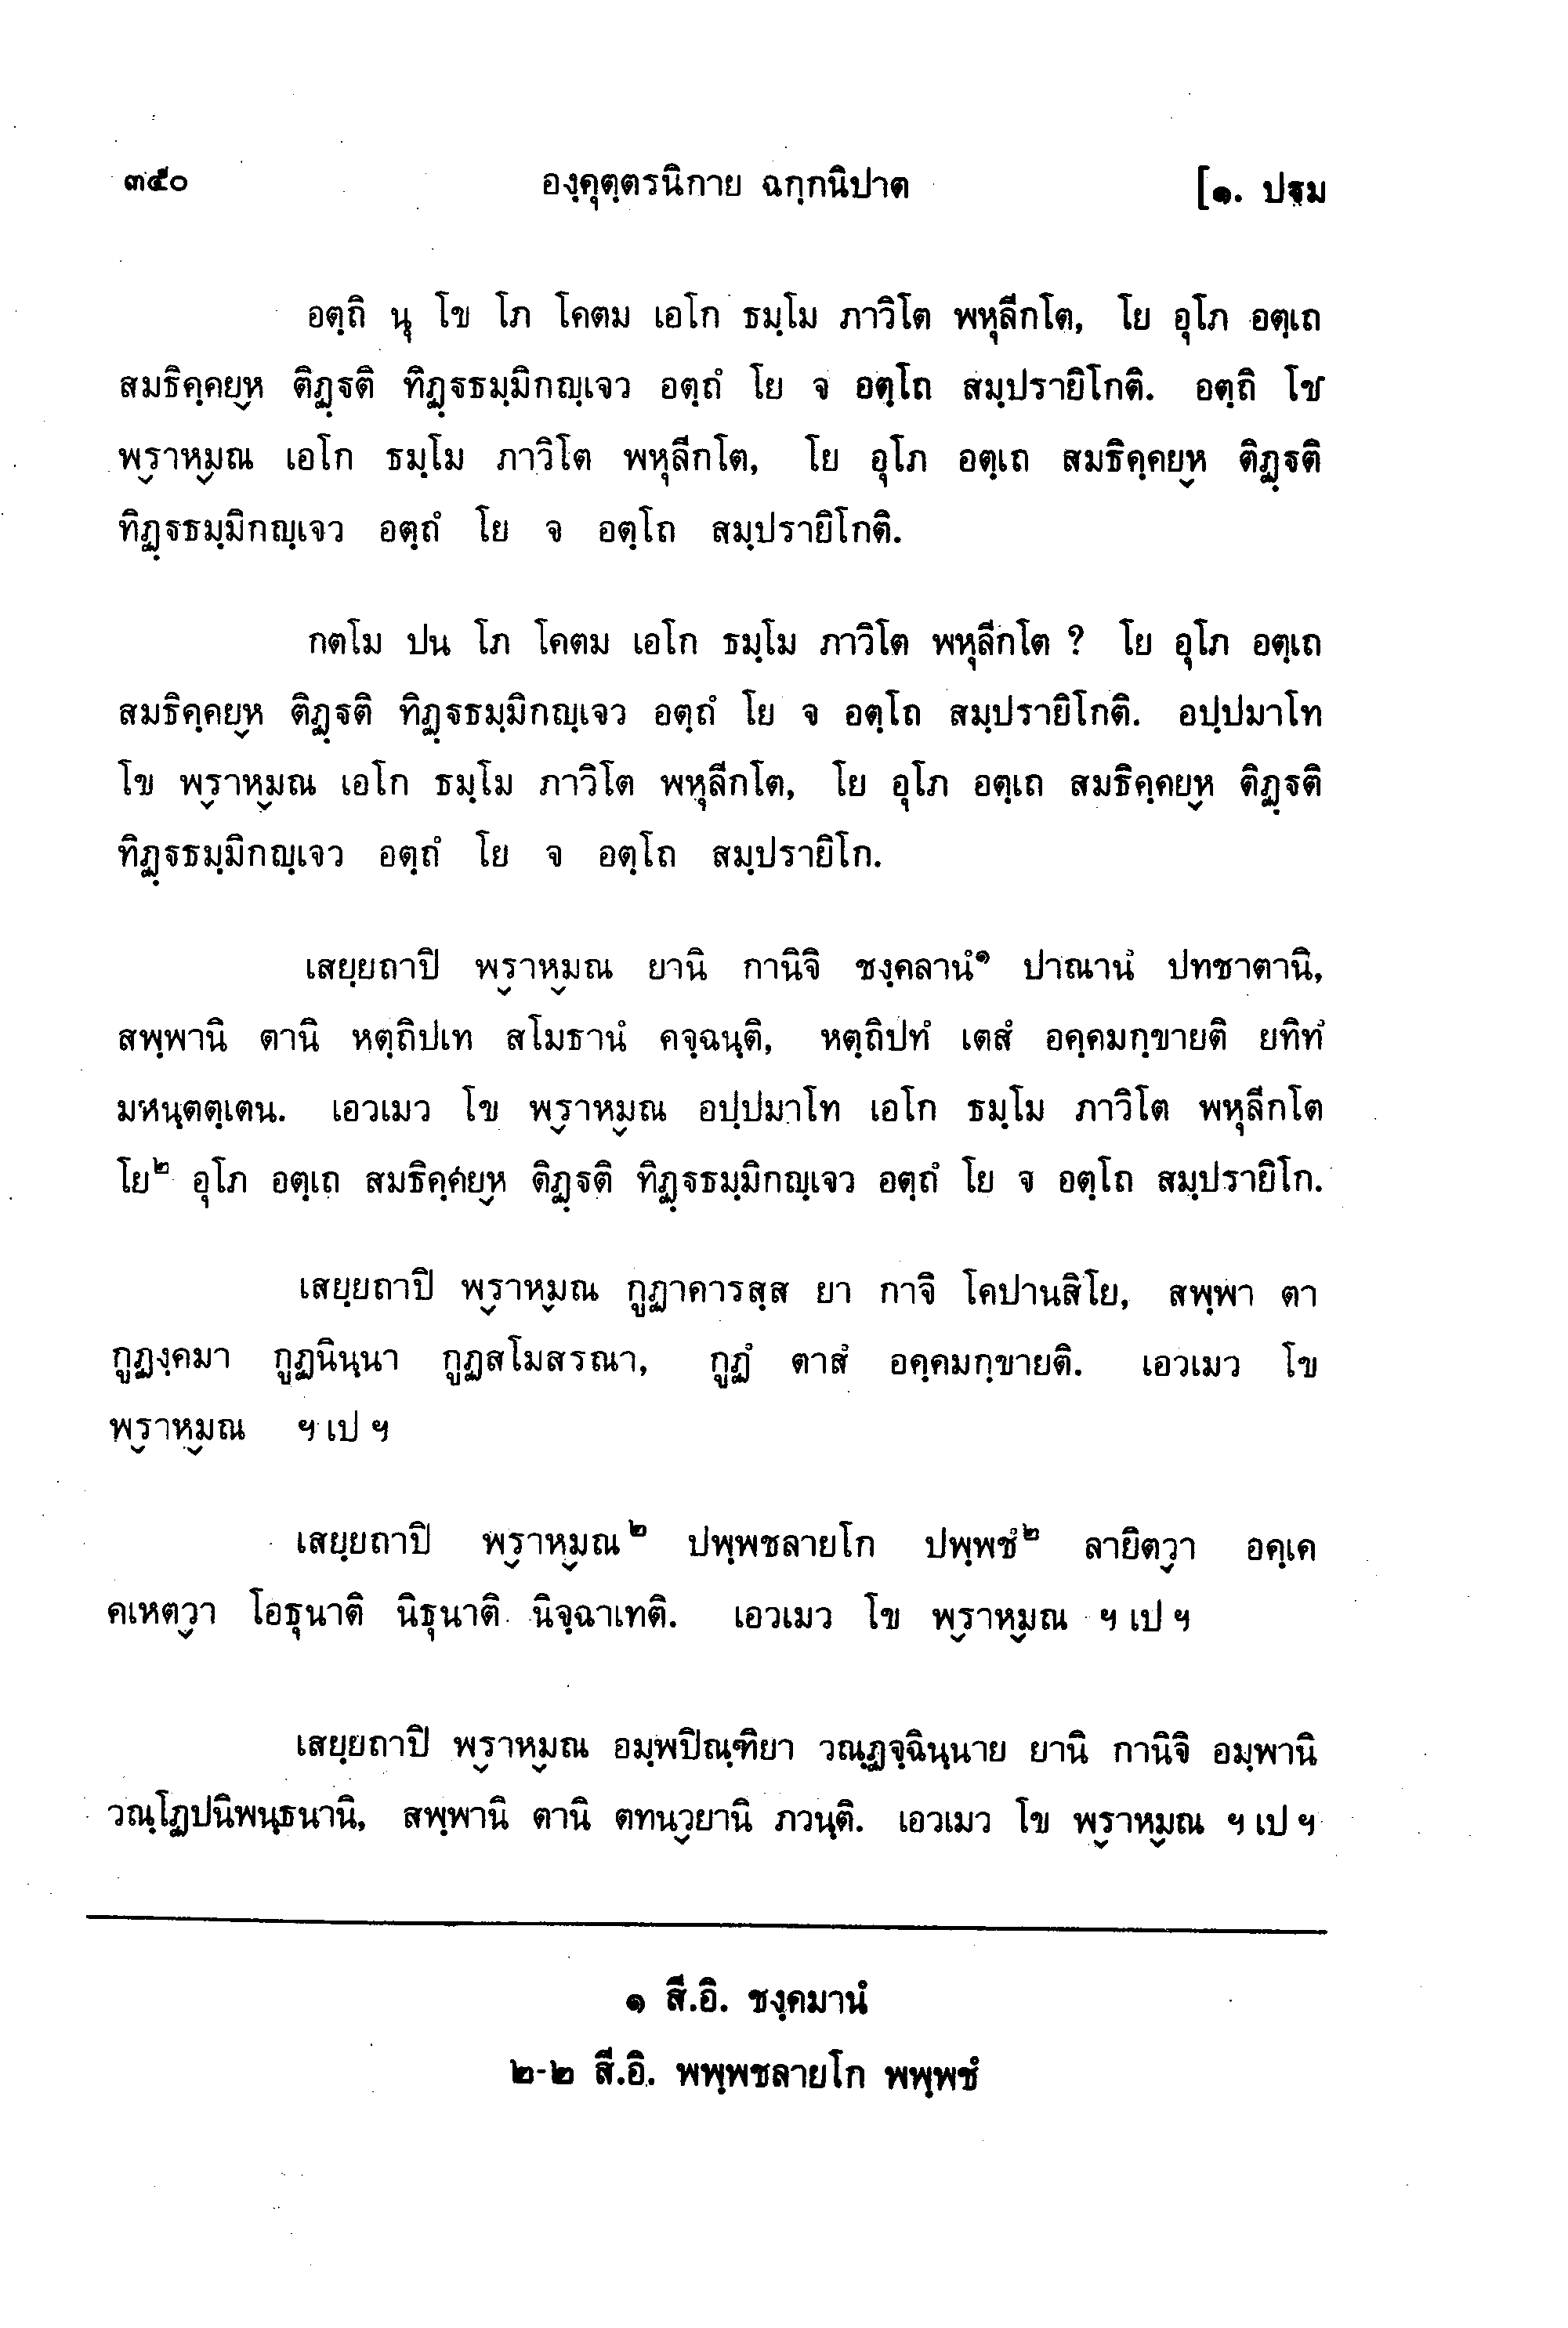 ๓๕๐ องฺคุตฺตรนิกาย ฉกฺกนิปาต [๑. ปฐม
อตฺถิ นุ โข โภ โคตม เอโก ธมฺโม ภาวิโต พหุลีกโต, โย อุโภ อตฺเถ
สมธิคฺคยฺห ติฏฺฐติ ทิฏฺฐธมฺมิกญฺเจว อตฺถํ โย จ อตฺโถ สมฺปรายิโกติ. อตฺถิ โข
พฺราหฺมณ เอโก ธมฺโม ภาวิโต พหุลีกโต, โย อุโภ อตฺเถ สมธิคฺคยฺห ติฏฺฐติ
ทิฏฺฐธมฺมิกญฺเจว อตฺถํ โย จ อตฺโถ สมฺปรายิโกติ.
กตโม ปน โภ โคตม เอโก ธมฺโม ภาวิโต พหุลีกโต ? โย อุโภ อตฺเถ
สมธิคฺคยฺห ติฏฺฐติ ทิฏฺฐธมฺมิกญฺเจว อตฺถํ โย จ อตฺโถ สมฺปรายิโกติ. อปฺปมาโท
โข พฺราหฺมณ เอโก ธมฺโม ภาวิโต พหุลีกโต, โย อุโภ อตฺเถ สมธิคฺคยฺห ติฏฺฐติ
ทิฏฺฐธมฺมิกญฺเจว อตฺถํ โย จ อตฺโถ สมฺปรายิโก.
เสยฺยถาปิ พฺราหฺมณ ยานิ กานิจิ ชงฺคลานํ๑ ปาณานํ ปทชาตานิ,
สพฺพานิ ตานิ หตฺถิปเท สโมธานํ คจฺฉนฺติ, หตฺถิปทํ เตสํ อคฺคมกฺขายติ ยทิทํ
มหนฺตตฺเตน. เอวเมว โข พฺราหฺมณ อปฺปมาโท เอโก ธมฺโม ภาวิโต พหุลีกโต
โย๒ อุโภ อตฺเถ สมธิคฺคยฺห ติฏฺฐติ ทิฏฺฐธมฺมิกญฺเจว อตฺถํ โย จ อตฺโถ สมฺปรายิโก.
เสยฺยถาปิ พฺราหฺมณ กูฏาคารสฺส ยา กาจิ โคปานสิโย, สพฺพา ตา
กูฏงฺคมา กูฏนินฺนา กูฏสโมสรณา, กูฏํ ตาสํ อคฺคมกฺขายติ. เอวเมว โข
พฺราหฺมณ ฯ เป ฯ
เสยฺยถาปิ พฺราหฺมณ๒ ปพฺพชลายโก ปพฺพชํ๒ ลายิตฺวา อคฺเค
คเหตฺวา โอธุนาติ นิธุนาติ นิจฺฉาเทติ. เอวเมว โข พฺราหฺมณ ฯ เป ฯ
เสยฺยถาปิ พฺราหฺมณ อมฺพปิณฺฑิยา วณฺฏจฺฉินฺนาย ยานิ กานิจิ อมฺพานิ
วณฺโฏปนิพนฺธนานิ, สพฺพานิ ตานิ ตทนฺวยานิ ภวนฺติ. เอวเมว โข พฺราหฺมณ ฯ เป ฯ
๑ สี.อิ. ชงฺคมานํ
๒-๒ สี.อิ. พพฺพชลายโก พพฺพชํ